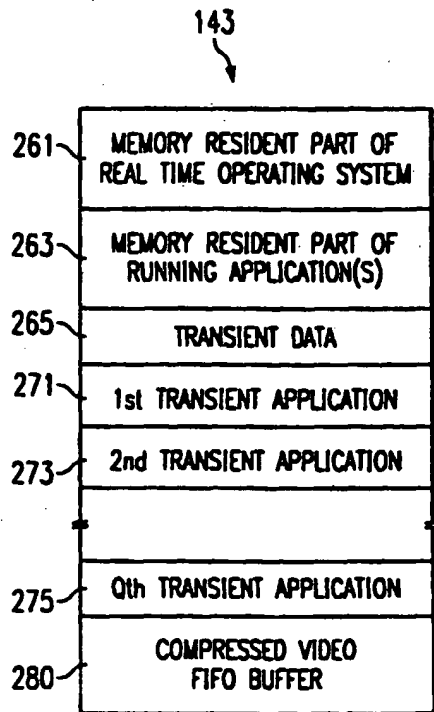 143
261
MEMORY RESIDENT PART OF
REAL TIME OPERATING SYSTEM
263
MEMORY RESIDENT PART OF
RUNNING APPLICATION(S)
265
TRANSIENT DATA
271
1st TRANSIENT APPLICATION
273
2nd TRANSIENT APPLICATION
275
Qth TRANSIENT APPLICATION
280
COMPRESSED VIDEO
FIFO BUFFER